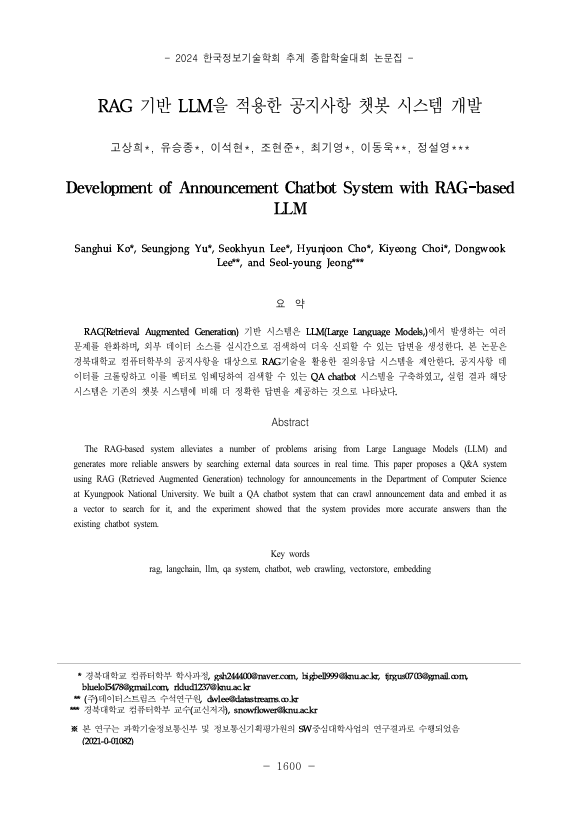 - 2024 한국정보기술학회 추계 종합학술대회 논문집 -
RAG 기반 LLM을 적용한 공지사항 챗봇 시스템 개발
고상희*, 유승종*, 이석현*, 조현준*, 최기영*, 이동욱**, 정설영***
Development of Announcement Chatbot System with RAG-based
LLM
Sanghui Ko*, Seungjong Yu*, Seokhyun Lee*, Hyunjoon Cho*, Kiyeong Choi*, Dongwook
Lee**, and Seol-young Jeong***
요 약
RAG(Retrieval Augmented Generation) 기반 시스템은 LLM(Large Language Models,)에서 발생하는 여러
문제를 완화하며, 외부 데이터 소스를 실시간으로 검색하여 더욱 신뢰할 수 있는 답변을 생성한다. 본 논문은
경북대학교 컴퓨터학부의 공지사항을 대상으로 RAG기술을 활용한 질의응답 시스템을 제안한다. 공지사항 데
이터를 크롤링하고 이를 벡터로 임베딩하여 검색할 수 있는 QA chatbot 시스템을 구축하였고, 실험 결과 해당
시스템은 기존의 챗봇 시스템에 비해 더 정확한 답변을 제공하는 것으로 나타났다.
Abstract
The RAG-based system alleviates a number of problems arising from Large Language Models (LLM) and
generates more reliable answers by searching external data sources in real time. This paper proposes a Q&A system
using RAG (Retrieved Augmented Generation) technology for announcements in the Department of Computer Science
at Kyungpook National University. We built a QA chatbot system that can crawl announcement data and embed it as
a vector to search for it, and the experiment showed that the system provides more accurate answers than the
existing chatbot system.
Key words
rag, langchain, llm, qa system, chatbot, web crawling, vectorstore, embedding
* 경북대학교 컴퓨터학부 학사과정, gsh244400@naver.com, bigbell999@knu.ac.kr, tjrgus0703@gmail.com,
bluelol5478@gmail.com, rkdud1237@knu.ac.kr
** (주)데이터스트림즈 수석연구원, dwlee@datastreams.co.kr
*** 경북대학교 컴퓨터학부 교수(교신저자), snowflower@knu.ac.kr
※ 본 연구는 과학기술정보통신부 및 정보통신기획평가원의 SW중심대학사업의 연구결과로 수행되었음
(2021-0-01082)
- 1600 -